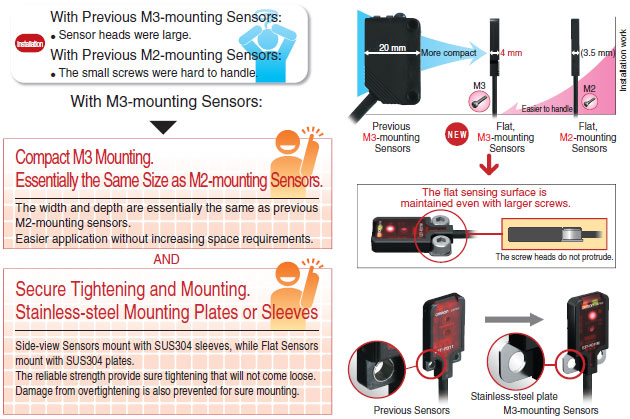 With Previous M3-mounting Sensors:
• Sensor heads were large.
Installation
With Previous M2-mounting Sensors:
• The small screws were hard to handle.
With M3-mounting Sensors:
Compact M3 Mounting.
Essentially the Same Size as M2-mounting Sensors.
The width and depth are essentially the same as previous
M2-mounting sensors.
Easier application without increasing space requirements.
AND
Secure Tightening and Mounting.
Stainless-steel Mounting Plates or Sleeves
Side-view Sensors mount with SUS304 sleeves, while Flat Sensors
mount with SUS304 plates.
The reliable strength provide sure tightening that will not come loose.
Damage from overtightening is also prevented for sure mounting.
20 mm
More compact
4 mm
(3.5 mm)
Installation work
M3
M2
Easier to handle
Previous
M3-mounting
Sensors
NEW
Flat,
M3-mounting
Sensors
Flat,
M2-mounting
Sensors
The flat sensing surface is
maintained even with larger screws.
The screw heads do not protrude.
Stainless-steel plate
Previous Sensors
M3-mounting Sensors